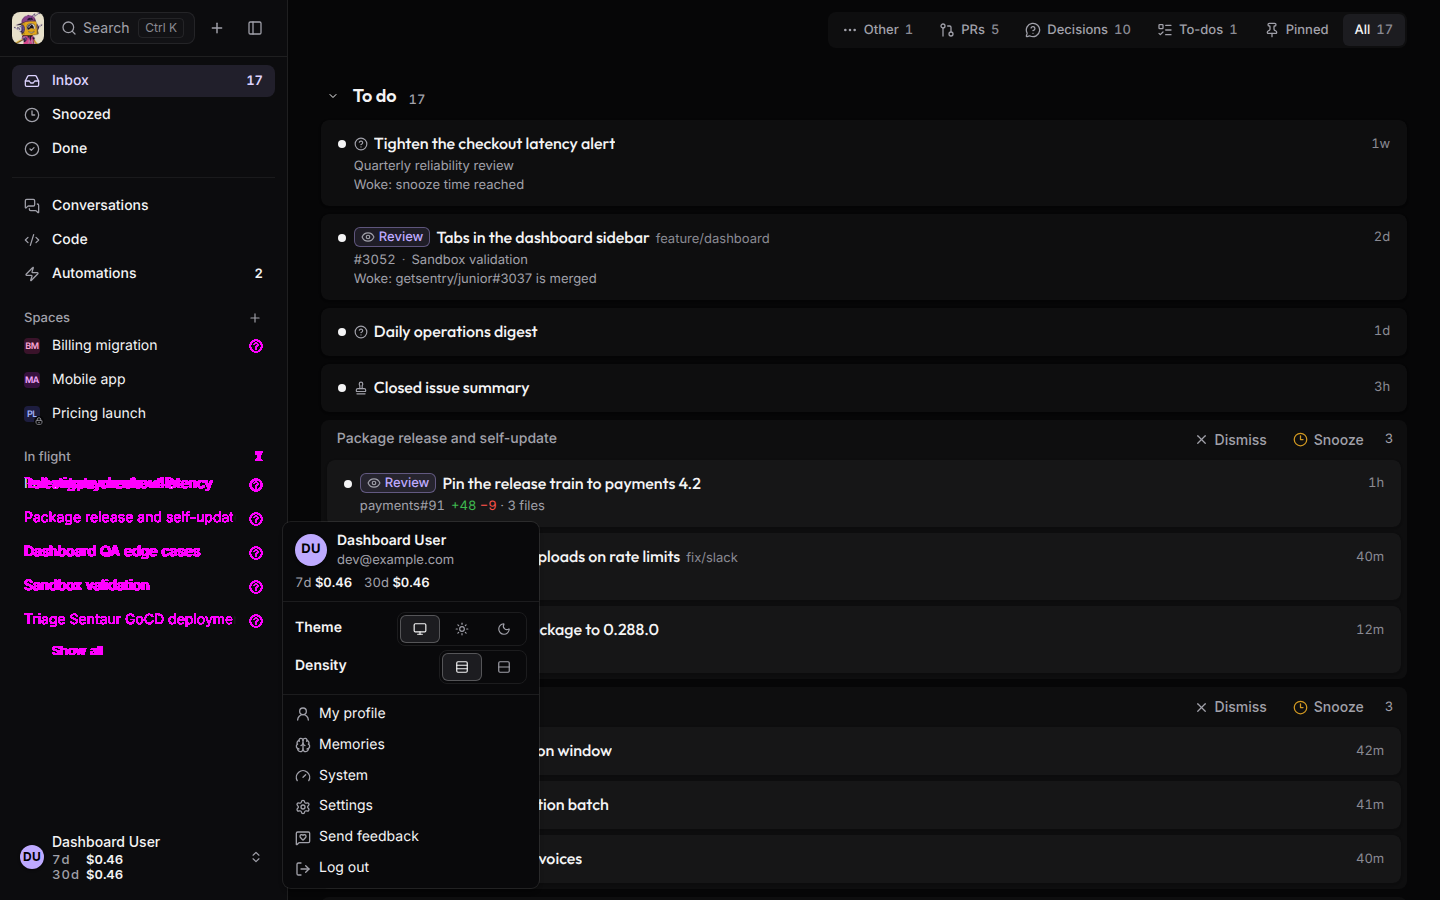 Search Ctrl K
Inbox 17
Snoozed
Done
Conversations
Code
Automations 2
Spaces
BM Billing migration
MA Mobile app
PL Pricing launch
In flight
Package release and self-updat
Dashboard QA edge cases
Sandbox validation
Triage Sentaur GoCD deployme
Show all
DU Dashboard User
7d $0.46
30d $0.46
Other 1 PRs 5 Decisions 10 To-dos 1 Pinned All 17
To do 17
Tighten the checkout latency alert 1w
Quarterly reliability review
Woke: snooze time reached
Review Tabs in the dashboard sidebar feature/dashboard 2d
#3052 · Sandbox validation
Woke: getsentry/junior#3037 is merged
Daily operations digest 1d
Closed issue summary 3h
Package release and self-update Dismiss Snooze 3
Review Pin the release train to payments 4.2 1h
payments#91 +48 −9 · 3 files
ploads on rate limits fix/slack 40m
ckage to 0.288.0 12m
Dismiss Snooze 3
on window 42m
tion batch 41m
voices 40m
DU Dashboard User
dev@example.com
7d $0.46 30d $0.46
Theme
Density
My profile
Memories
System
Settings
Send feedback
Log out